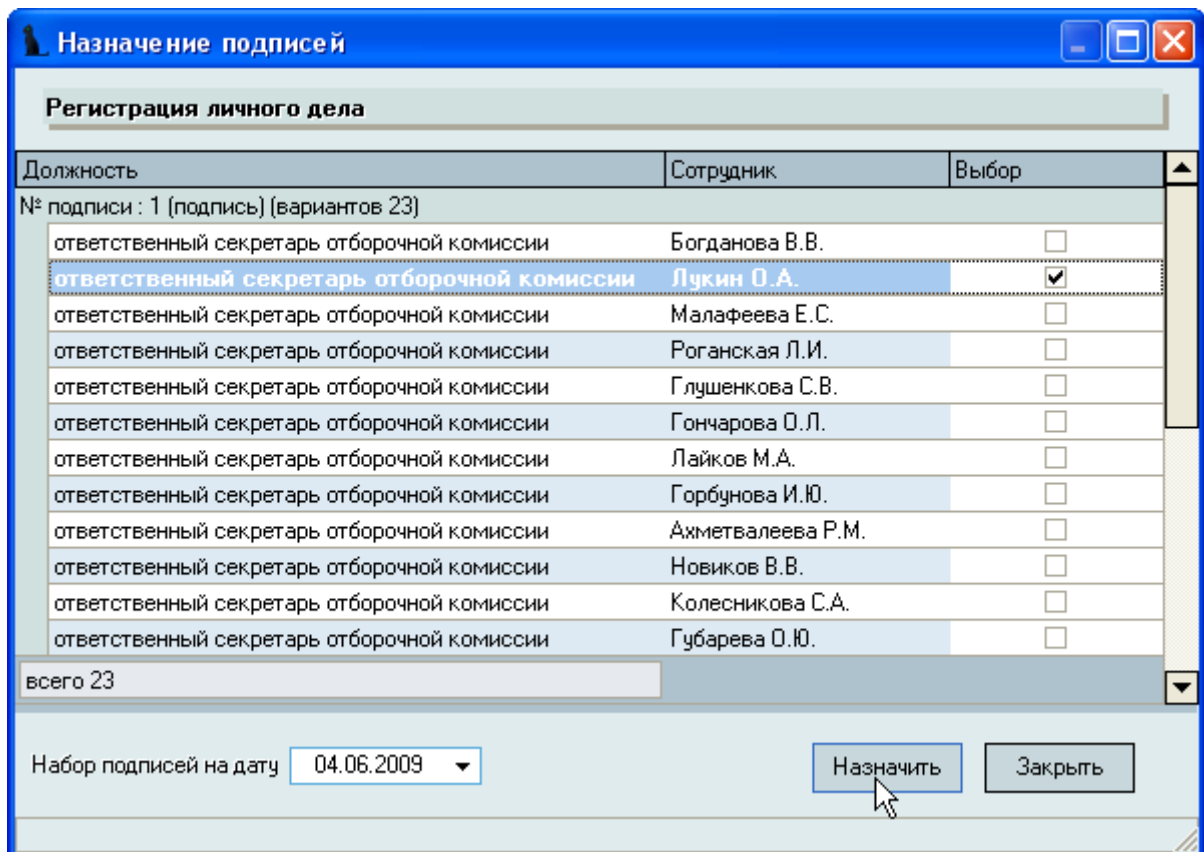 Назначение подписей
Регистрация личного дела
Должность Сотрудник Выбор
№ подписи : 1 (подпись) (вариантов 23)
ответственный секретарь отборочной комиссии Богданова В.В.
ответственный секретарь отборочной комиссии Лукин О.А.
ответственный секретарь отборочной комиссии Малафеева Е.С.
ответственный секретарь отборочной комиссии Роганская Л.И.
ответственный секретарь отборочной комиссии Глушенкова С.В.
ответственный секретарь отборочной комиссии Гончарова О.Л.
ответственный секретарь отборочной комиссии Лайков М.А.
ответственный секретарь отборочной комиссии Горбунова И.Ю.
ответственный секретарь отборочной комиссии Ахметвалеева Р.М.
ответственный секретарь отборочной комиссии Новиков В.В.
ответственный секретарь отборочной комиссии Колесникова С.А.
ответственный секретарь отборочной комиссии Губарева О.Ю.
всего 23
Набор подписей на дату 04.06.2009 Назначить Закрыть